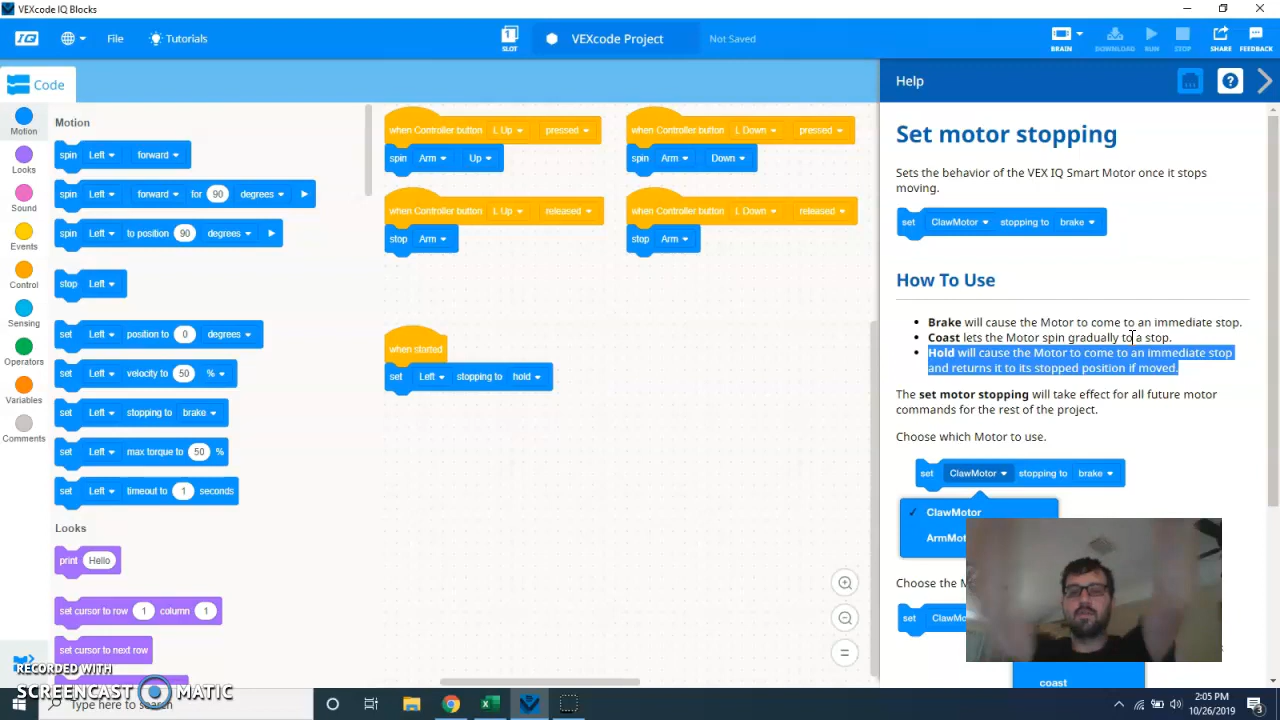 VEXcode IQ Blocks
IQ
File
Tutorials
1
SLOT
VEXcode Project
Not Saved
BRAIN
DOWNLOAD
RUN
STOP
SHARE
FEEDBACK
Code
Motion
Looks
Sound
Events
Control
Sensing
Operators
Variables
Comments
Motion
spin Left forward
spin Left forward for 90 degrees
spin Left to position 90 degrees
stop Left
set Left position to 0 degrees
set Left velocity to 50 %
set Left stopping to brake
set Left max torque to 50 %
set Left timeout to 1 seconds
Looks
print Hello
set cursor to row 1 column 1
set cursor to next row
when Controller button L Up pressed
spin Arm Up
when Controller button L Up released
stop Arm
when Controller button L Down pressed
spin Arm Down
when Controller button L Down released
stop Arm
when started
set Left stopping to hold
Help
Set motor stopping
Sets the behavior of the VEX IQ Smart Motor once it stops
moving.
set ClawMotor stopping to brake
How To Use
Brake will cause the Motor to come to an immediate stop.
Coast lets the Motor spin gradually to a stop.
Hold will cause the Motor to come to an immediate stop
and returns it to its stopped position if moved.
The set motor stopping will take effect for all future motor
commands for the rest of the project.
Choose which Motor to use.
set ClawMotor stopping to brake
ClawMotor
Choose the
set
coast
RECORDED WITH
SCREENCAST MATIC
Type here to search
2:05 PM
10/26/2019
3